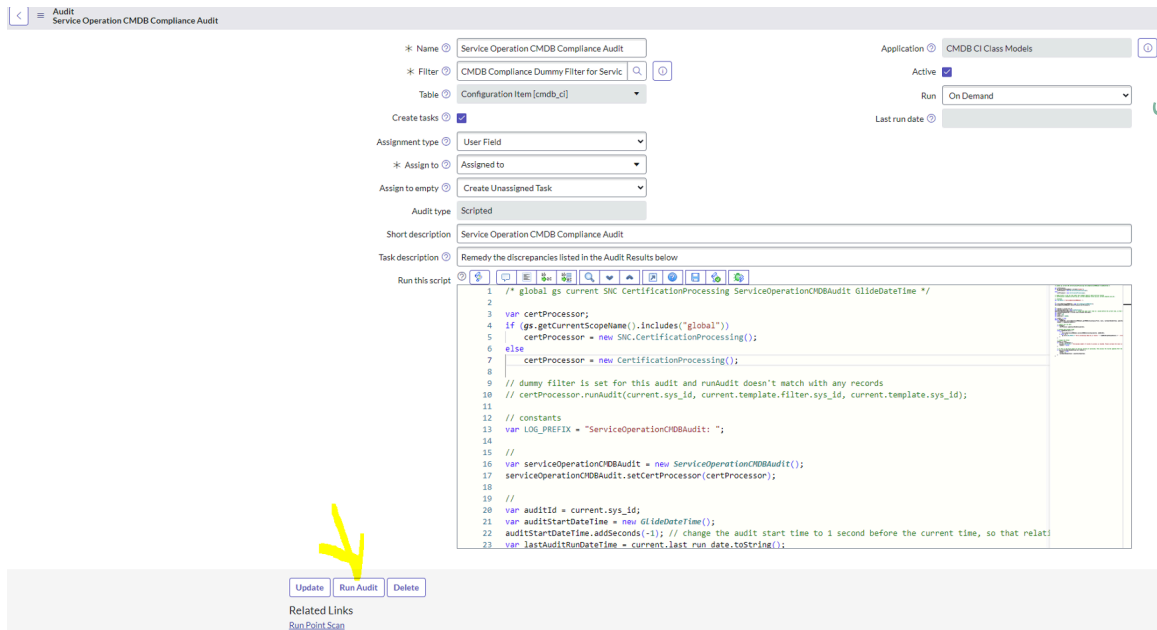 Audit
Service Operation CMDB Compliance Audit
Name Service Operation CMDB Compliance Audit
Application CMDB CI Class Models
Filter CMDB Compliance Dummy Filter for Servic
Active
Table Configuration Item [cmdb_ci]
Run On Demand
Create tasks
Last run date
Assignment type User Field
Assign to Assigned to
Assign to empty Create Unassigned Task
Audit type Scripted
Short description Service Operation CMDB Compliance Audit
Task description Remedy the discrepancies listed in the Audit Results below
Run this script
1 /* global gs current SNC CertificationProcessing ServiceOperationCMDBAudit GlideDateTime */
2
3 var certProcessor;
4 if (gs.getCurrentScopeName().includes("global"))
5 certProcessor = new SNC.CertificationProcessing();
6 else
7 certProcessor = new CertificationProcessing();
8
9 // dummy filter is set for this audit and runAudit doesn't match with any records
10 // certProcessor.runAudit(current.sys_id, current.template.filter.sys_id, current.template.sys_id);
11
12 // constants
13 var LOG_PREFIX = "ServiceOperationCMDBAudit: ";
14
15 //
16 var serviceOperationCMDBAudit = new ServiceOperationCMDBAudit();
17 serviceOperationCMDBAudit.setCertProcessor(certProcessor);
18
19 //
20 var auditId = current.sys_id;
21 var auditStartDateTime = new GlideDateTime();
22 auditStartDateTime.addSeconds(-1); // change the audit start time to 1 second before the current time, so that relati
23 var lastAuditRunDateTime = current.last_run_date.toString();
Update Run Audit Delete
Related Links
Run Point Scan